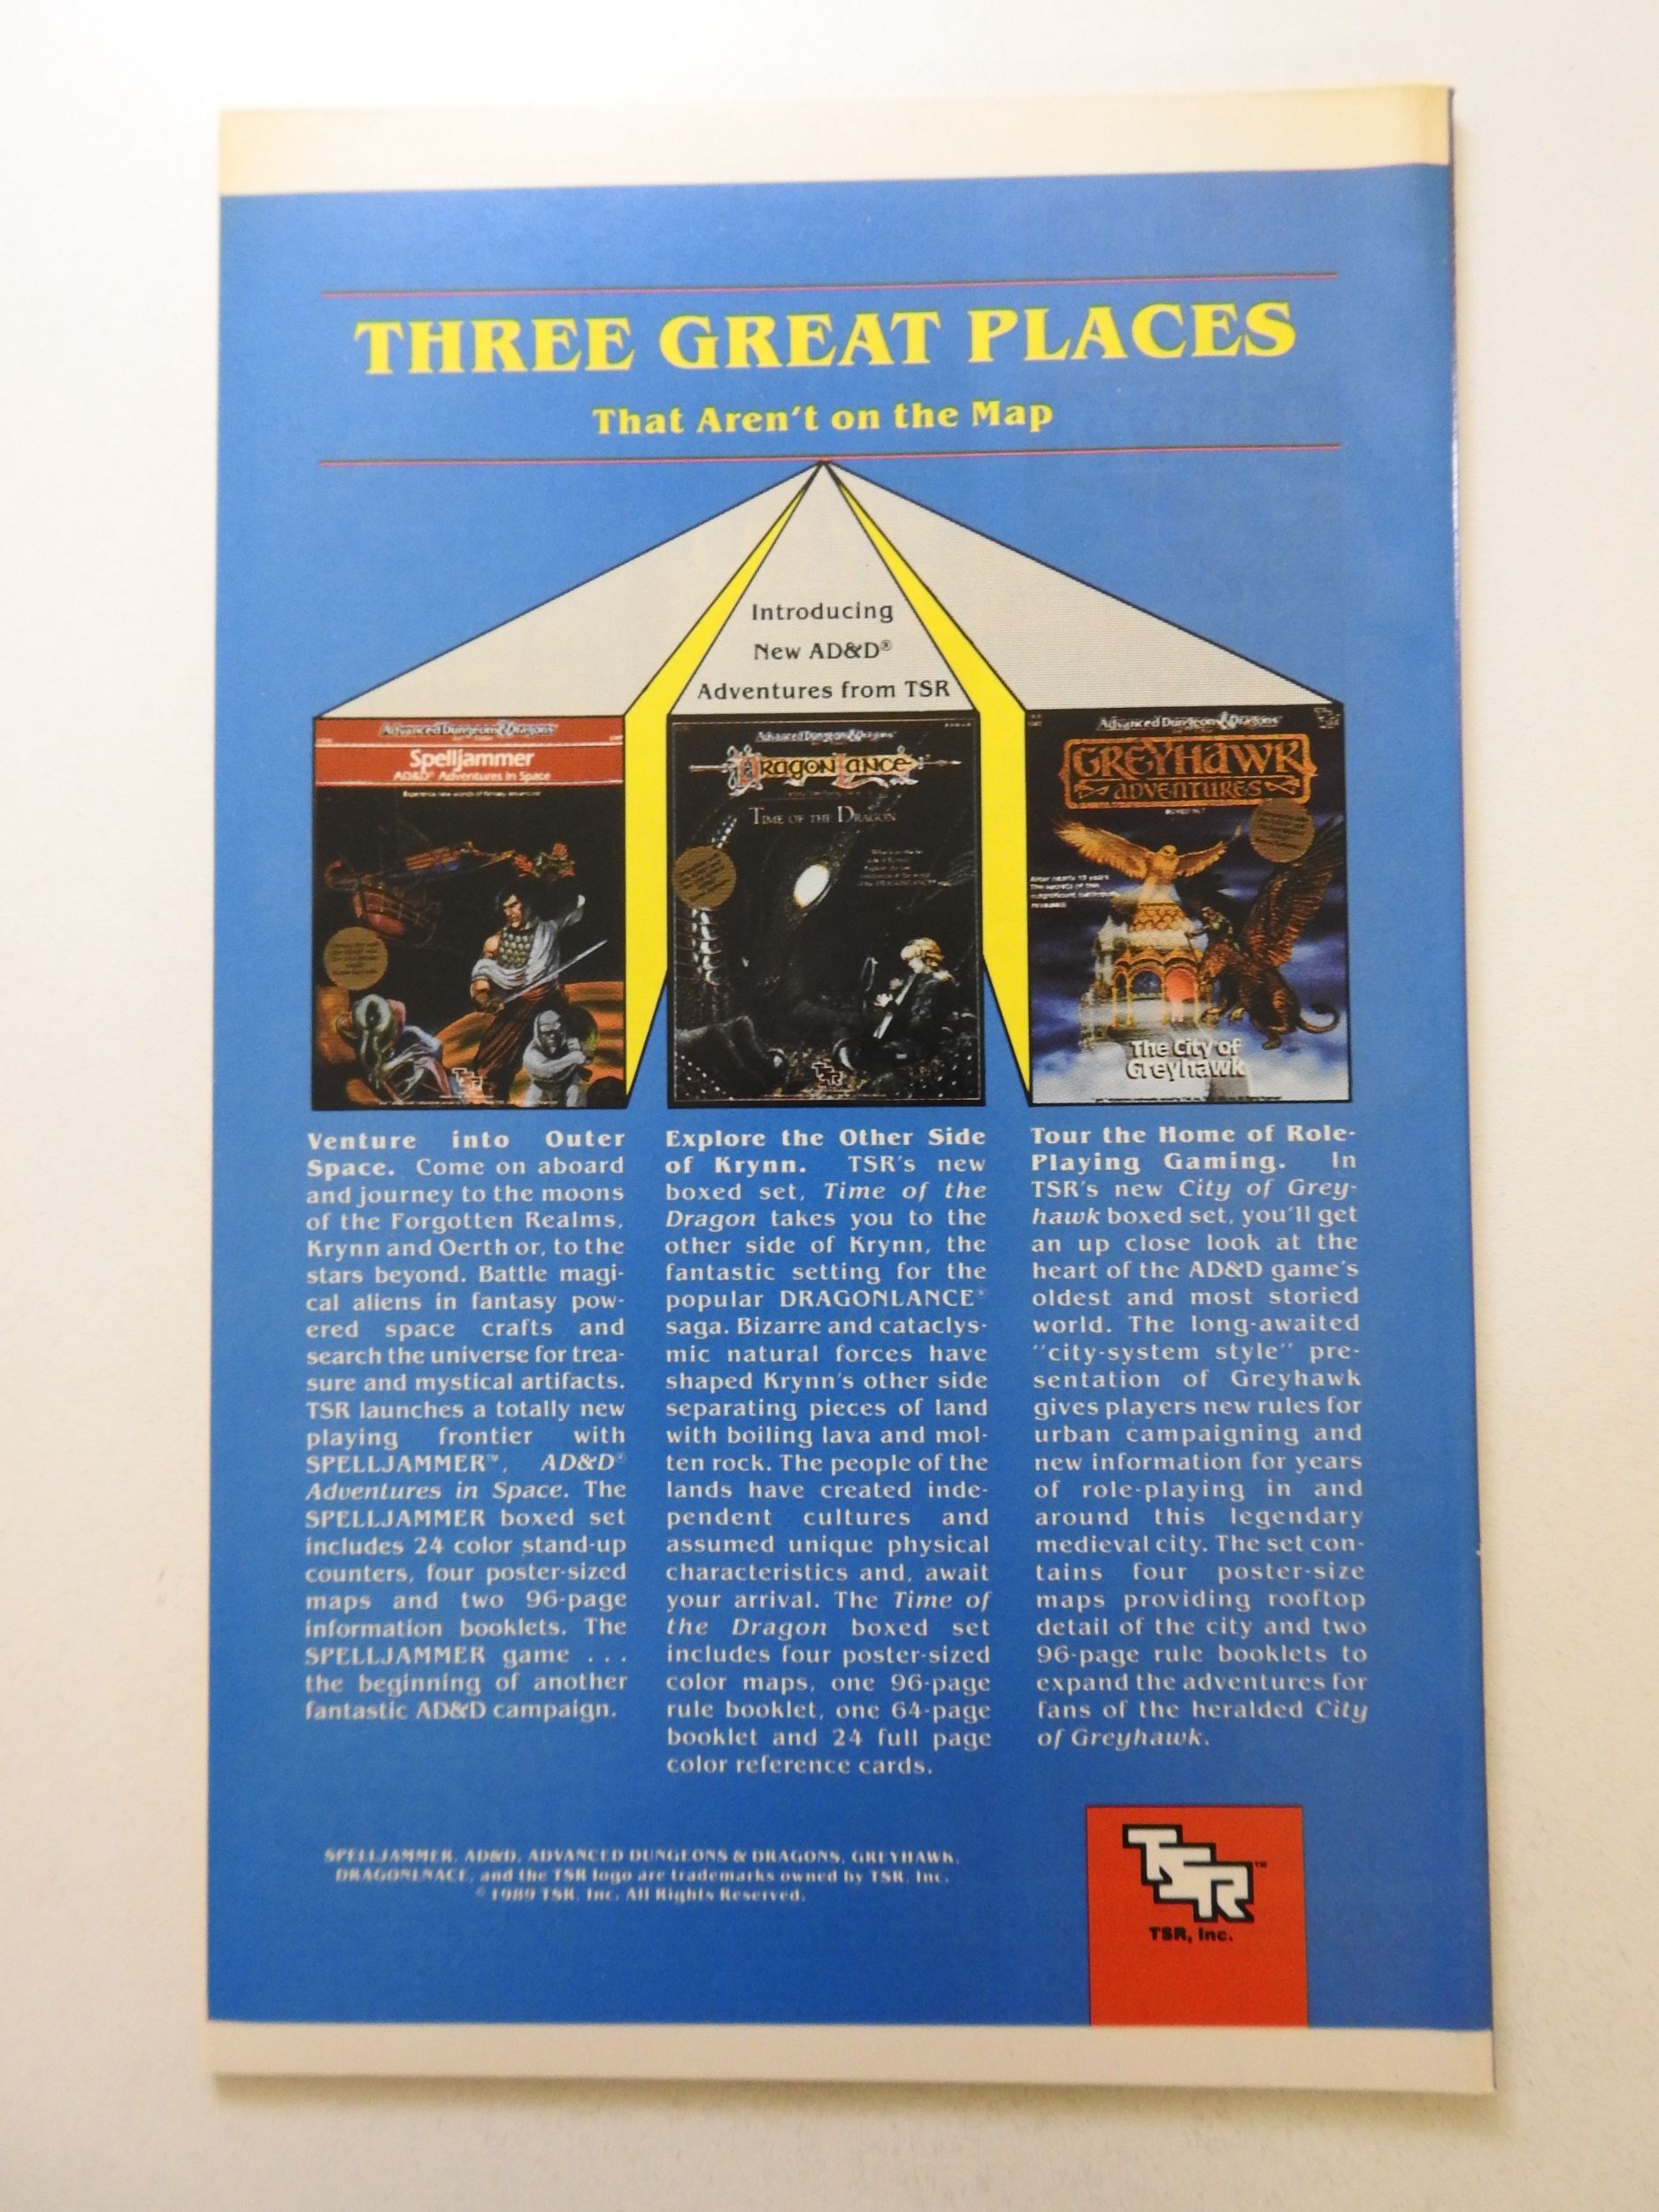 THREE GREAT PLACES
That Aren't on the Map
Introducing
New AD&D®
Adventures from TSR
Advanced Dungeons & Dragons
Spelljammer
AD&D® Adventures in Space
Experience new worlds of fantasy adventure
TSR
Advanced Dungeons & Dragons
DRAGONLANCE
TIME OF THE DRAGON
TSR
Advanced Dungeons & Dragons
GREYHAWK
ADVENTURES
BOXED SET
The City of
Greyhawk
Venture into Outer
Space. Come on aboard
and journey to the moons
of the Forgotten Realms,
Krynn and Oerth or, to the
stars beyond. Battle magi-
cal aliens in fantasy pow-
ered space crafts and
search the universe for trea-
sure and mystical artifacts.
TSR launches a totally new
playing frontier with
SPELLJAMMER™, AD&D®
Adventures in Space. The
SPELLJAMMER boxed set
includes 24 color stand-up
counters, four poster-sized
maps and two 96-page
information booklets. The
SPELLJAMMER game ...
the beginning of another
fantastic AD&D campaign.
Explore the Other Side
of Krynn. TSR's new
boxed set, Time of the
Dragon takes you to the
other side of Krynn, the
fantastic setting for the
popular DRAGONLANCE®
saga. Bizarre and cataclys-
mic natural forces have
shaped Krynn's other side
separating pieces of land
with boiling lava and mol-
ten rock. The people of the
lands have created inde-
pendent cultures and
assumed unique physical
characteristics and, await
your arrival. The Time of
the Dragon boxed set
includes four poster-sized
color maps, one 96-page
rule booklet, one 64-page
booklet and 24 full page
color reference cards.
Tour the Home of Role-
Playing Gaming. In
TSR's new City of Grey-
hawk boxed set, you'll get
an up close look at the
heart of the AD&D game's
oldest and most storied
world. The long-awaited
"city-system style" pre-
sentation of Greyhawk
gives players new rules for
urban campaigning and
new information for years
of role-playing in and
around this legendary
medieval city. The set con-
tains four poster-size
maps providing rooftop
detail of the city and two
96-page rule booklets to
expand the adventures for
fans of the heralded City
of Greyhawk.
SPELLJAMMER, AD&D, ADVANCED DUNGEONS & DRAGONS, GREYHAWK,
DRAGONLNACE, and the TSR logo are trademarks owned by TSR, Inc.
© 1989 TSR, Inc. All Rights Reserved.
TSR™
TSR, Inc.